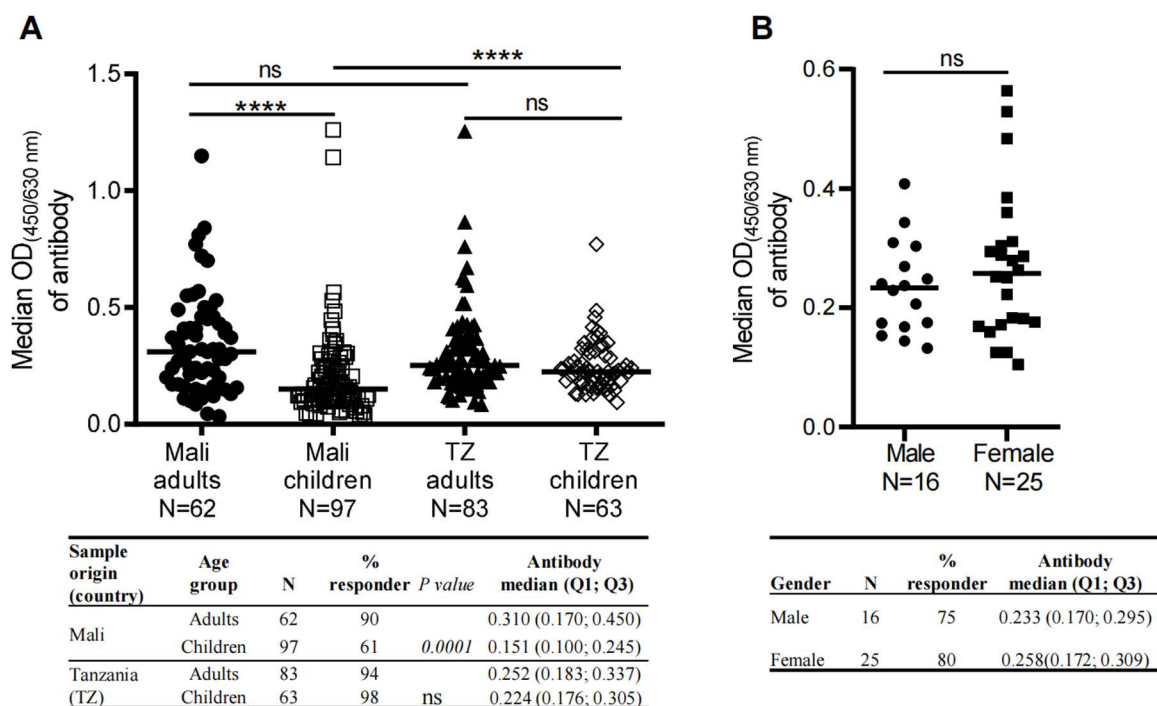 A
B
Median OD(450/630 nm)
of antibody
1.5
1.0
0.5
0.0
ns
****
****
ns
Mali
adults
N=62
Mali
children
N=97
TZ
adults
N=83
TZ
children
N=63
Median OD(450/630 nm)
of antibody
0.6
0.4
0.2
0.0
ns
Male
N=16
Female
N=25
Sample origin (country) Age group N % responder P value Antibody median (Q1; Q3)
Mali Adults 62 90 0.310 (0.170; 0.450)
Children 97 61 0.0001 0.151 (0.100; 0.245)
Tanzania (TZ) Adults 83 94 0.252 (0.183; 0.337)
Children 63 98 ns 0.224 (0.176; 0.305)
Gender N % responder Antibody median (Q1; Q3)
Male 16 75 0.233 (0.170; 0.295)
Female 25 80 0.258(0.172; 0.309)